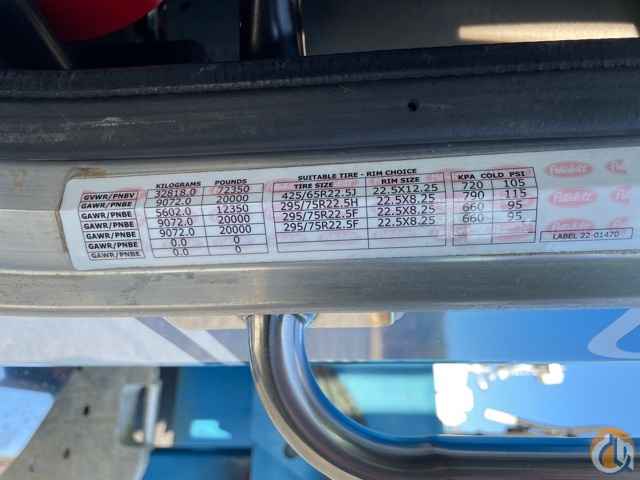 KILOGRAMS POUNDS SUITABLE TIRE - RIM CHOICE
TIRE SIZE RIM SIZE KPA COLD PSI
GVWR/PNBV 32818.0 72350
GAWR/PNBE 9072.0 20000 425/65R22.5J 22.5X12.25 720 105
GAWR/PNBE 5602.0 12350 295/75R22.5H 22.5X8.25 790 115
GAWR/PNBE 9072.0 20000 295/75R22.5F 22.5X8.25 660 95
GAWR/PNBE 9072.0 20000 295/75R22.5F 22.5X8.25 660 95
GAWR/PNBE 0.0 0
GAWR/PNBE 0.0 0
LABEL 22-01470